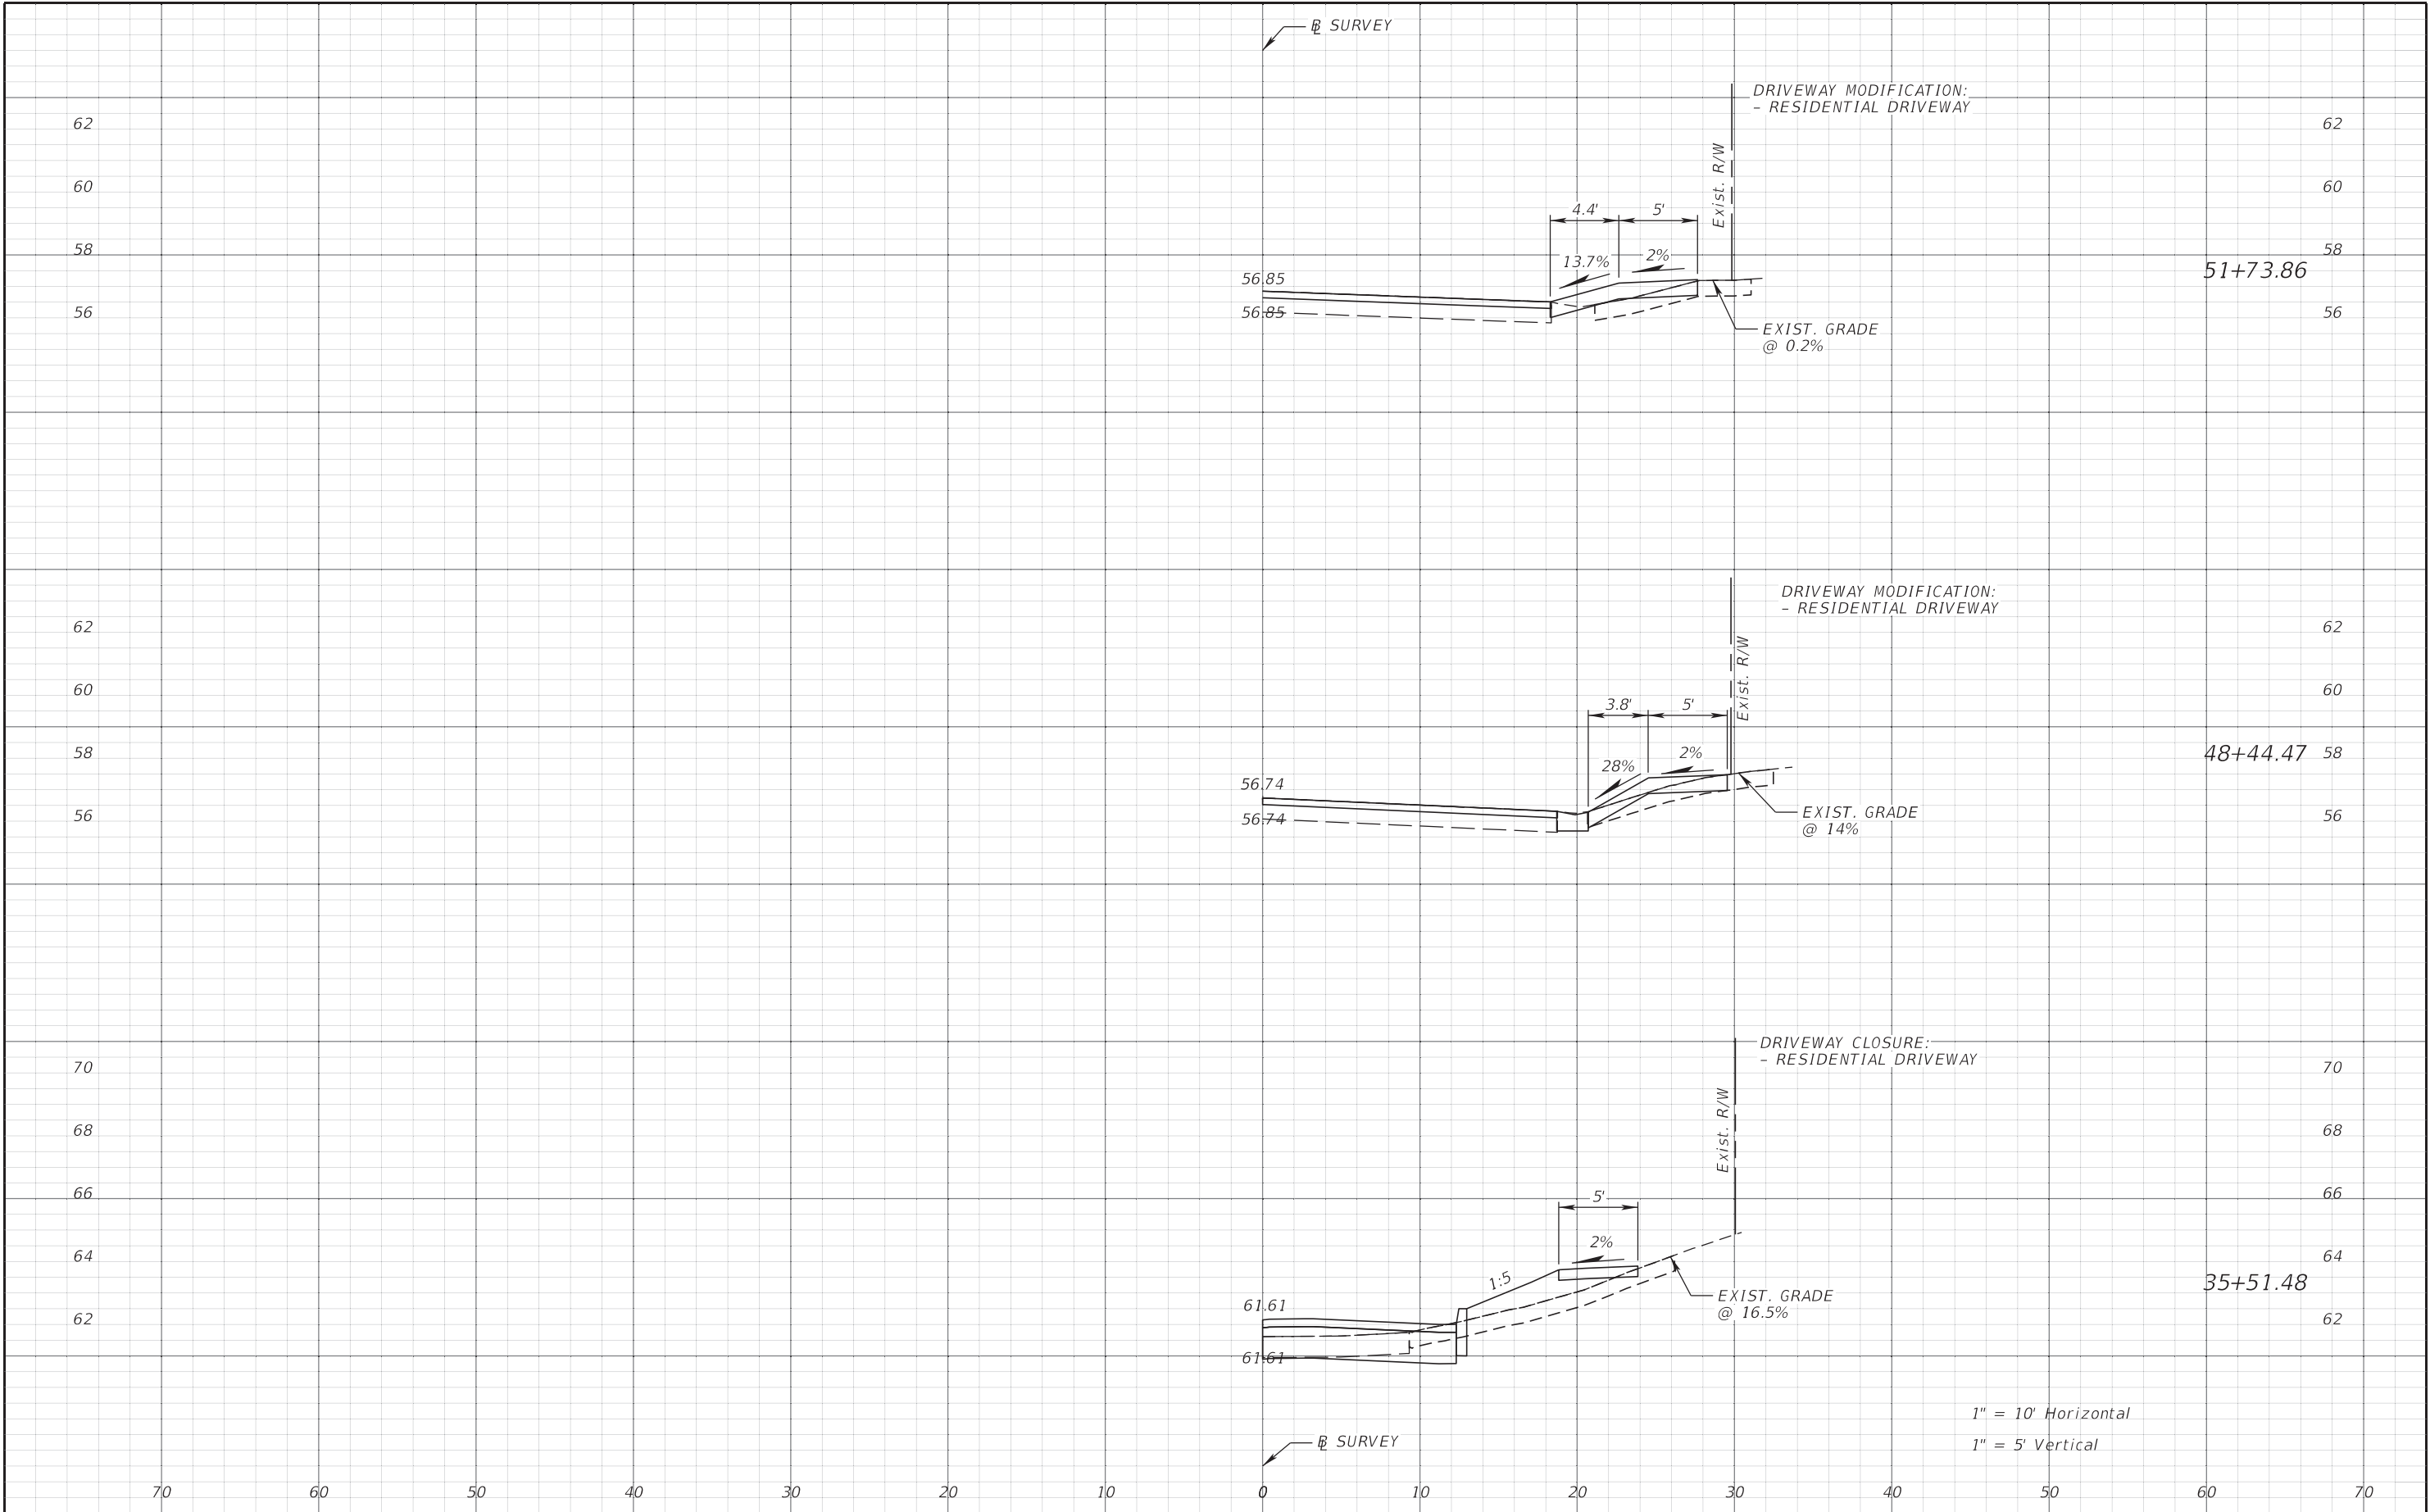 ℄ SURVEY
DRIVEWAY MODIFICATION:
- RESIDENTIAL DRIVEWAY
62 62
Exist. R/W
60 60
4.4' 5'
58 58
13.7% 2%
51+73.86
56.85
56 56.85 56
EXIST. GRADE
@ 0.2%
DRIVEWAY MODIFICATION:
- RESIDENTIAL DRIVEWAY
62 62
Exist. R/W
60 60
3.8' 5'
58 2% 48+44.47 58
28%
56.74
56 56.74 56
EXIST. GRADE
@ 14%
DRIVEWAY CLOSURE:
- RESIDENTIAL DRIVEWAY
70 70
Exist. R/W
68 68
66 66
5'
64 64
2%
1:5
35+51.48
EXIST. GRADE
@ 16.5%
61.61
62 62
61.61
1" = 10' Horizontal
1" = 5' Vertical
℄ SURVEY
70 60 50 40 30 20 10 0 10 20 30 40 50 60 70